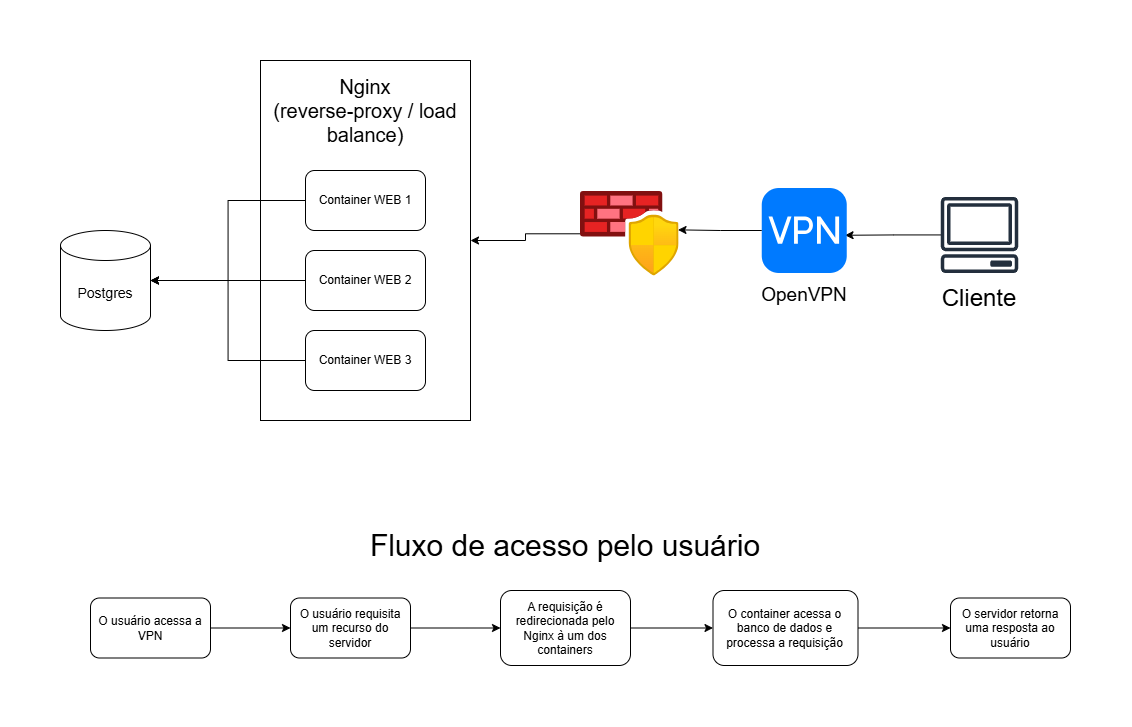 Nginx
(reverse-proxy / load
balance)
Container WEB 1
Container WEB 2
Container WEB 3
Postgres
VPN
OpenVPN
Cliente
Fluxo de acesso pelo usuário
O usuário acessa a
VPN
O usuário requisita
um recurso do
servidor
A requisição é
redirecionada pelo
Nginx à um dos
containers
O container acessa o
banco de dados e
processa a requisição
O servidor retorna
uma resposta ao
usuário